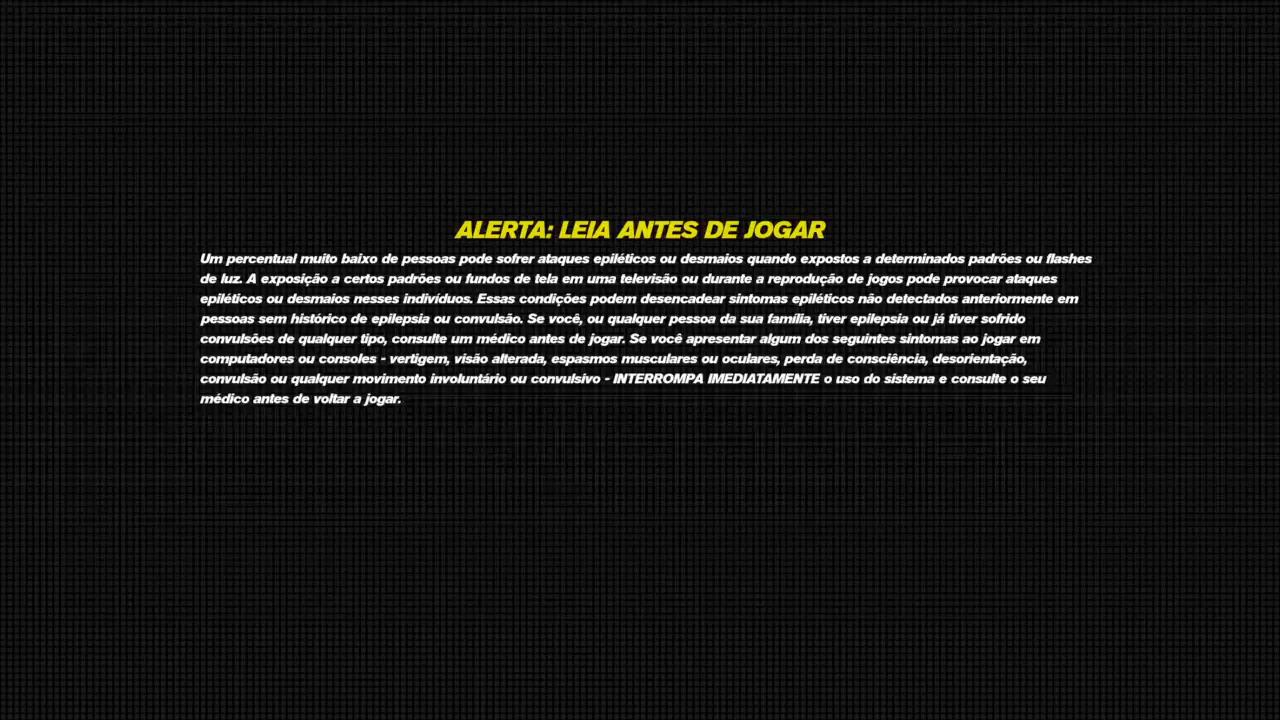 ALERTA: LEIA ANTES DE JOGAR
Um percentual muito baixo de pessoas pode sofrer ataques epiléticos ou desmaios quando expostos a determinados padrões ou flashes
de luz. A exposição a certos padrões ou fundos de tela em uma televisão ou durante a reprodução de jogos pode provocar ataques
epiléticos ou desmaios nesses indivíduos. Essas condições podem desencadear sintomas epiléticos não detectados anteriormente em
pessoas sem histórico de epilepsia ou convulsão. Se você, ou qualquer pessoa da sua família, tiver epilepsia ou já tiver sofrido
convulsões de qualquer tipo, consulte um médico antes de jogar. Se você apresentar algum dos seguintes sintomas ao jogar em
computadores ou consoles - vertigem, visão alterada, espasmos musculares ou oculares, perda de consciência, desorientação,
convulsão ou qualquer movimento involuntário ou convulsivo - INTERROMPA IMEDIATAMENTE o uso do sistema e consulte o seu
médico antes de voltar a jogar.